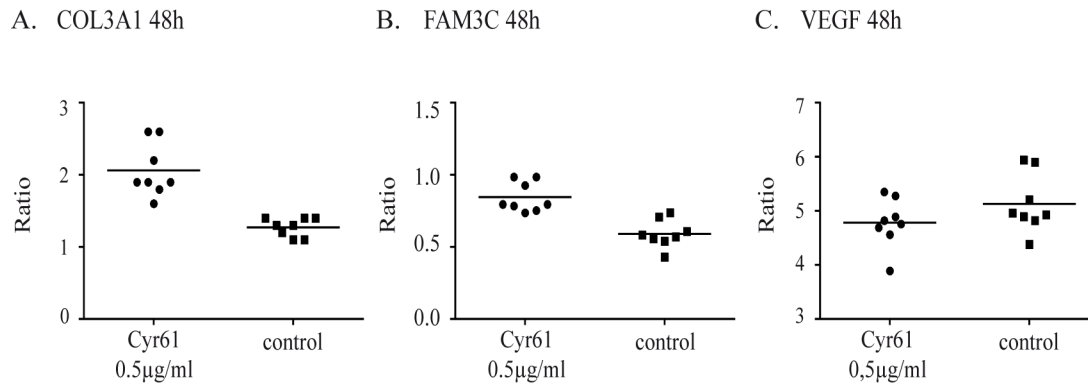 A. COL3A1 48h
B. FAM3C 48h
C. VEGF 48h
Ratio
3
2
1
0
Cyr61
0.5µg/ml
control
Ratio
1.5
1.0
0.5
0.0
Cyr61
0.5µg/ml
control
Ratio
7
6
5
4
3
Cyr61
0,5µg/ml
control